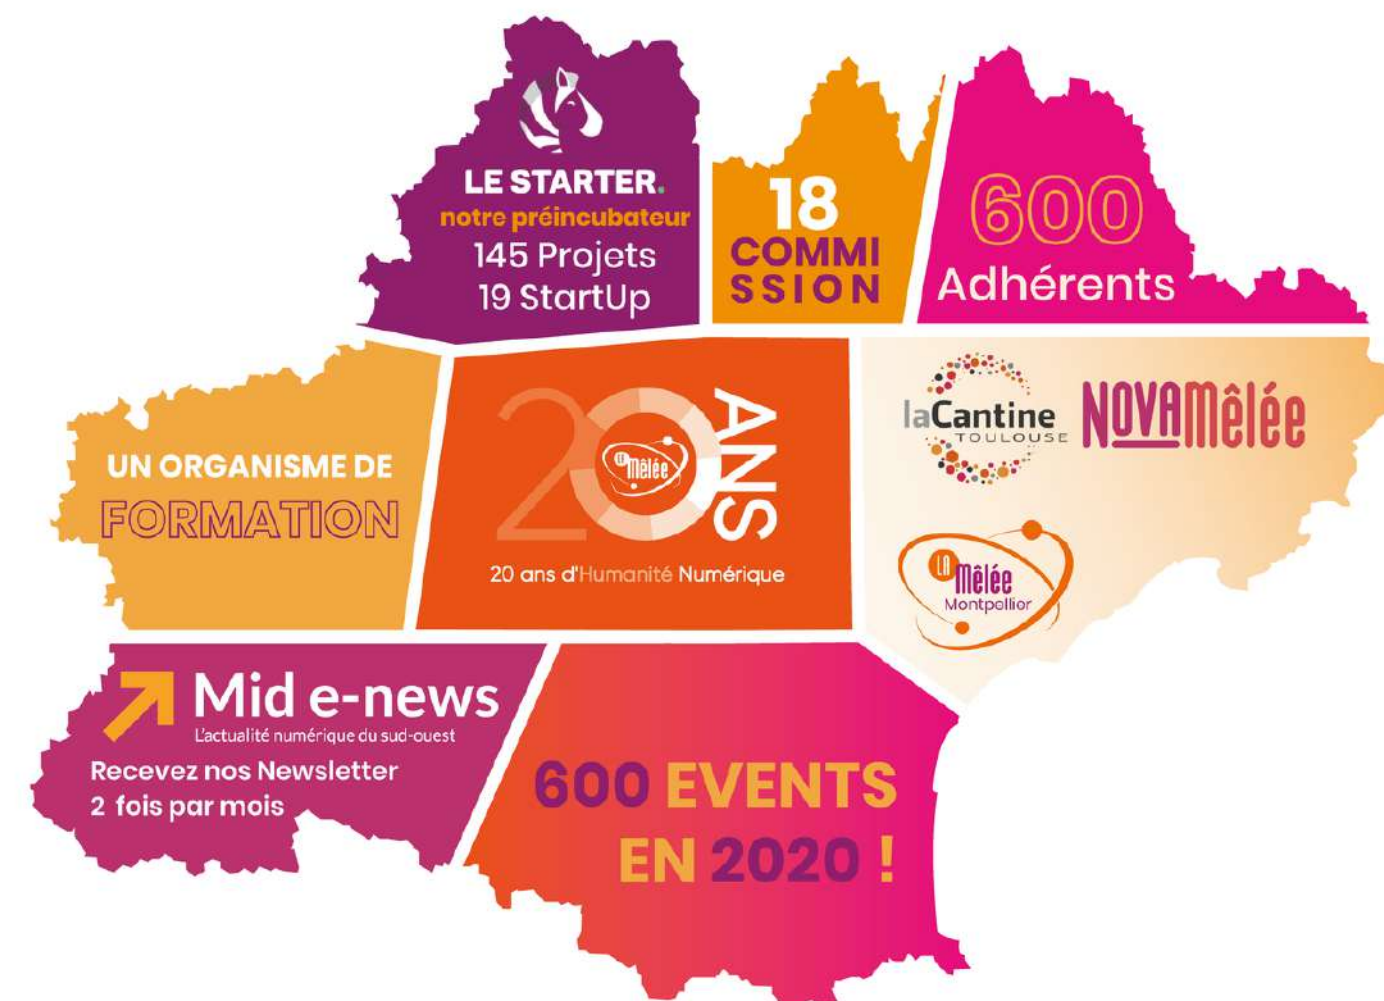 LE STARTER.
notre préincubateur
145 Projets
19 StartUp
18
COMMI
SSION
600
Adhérents
UN ORGANISME DE
FORMATION
20 ANS
La Mêlée
20 ans d'Humanité Numérique
laCantine
TOULOUSE
NOVAMêlée
LA
Mêlée
Montpellier
Mid e-news
L'actualité numérique du sud-ouest
Recevez nos Newsletter
2 fois par mois
600 EVENTS
EN 2020 !